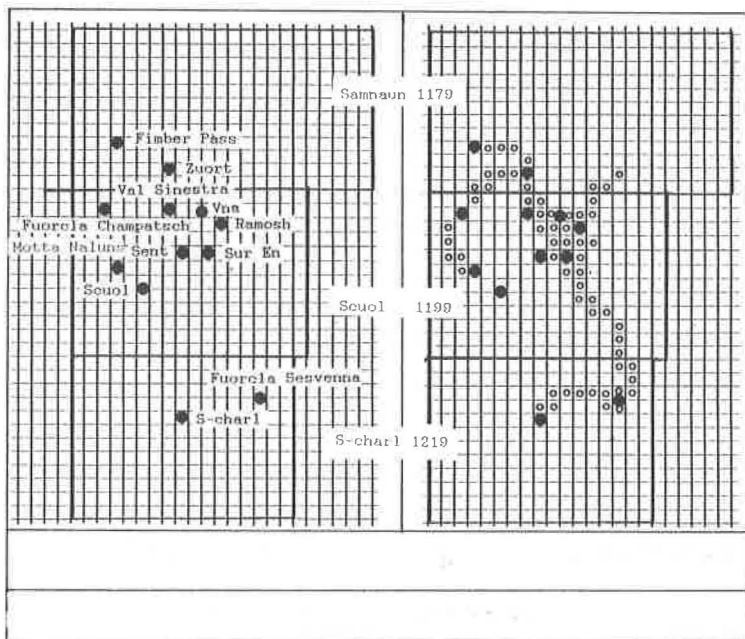 Samnaun 1179
Fimber Pass
Zuort
Val Sinestra
Vna
Fuorcla Champatsch
Ramosh
Motta Naluns
Sent
Sur En
Scuol
Scuol 1199
Fuorcla Sesvenna
S-charl
S-charl 1219